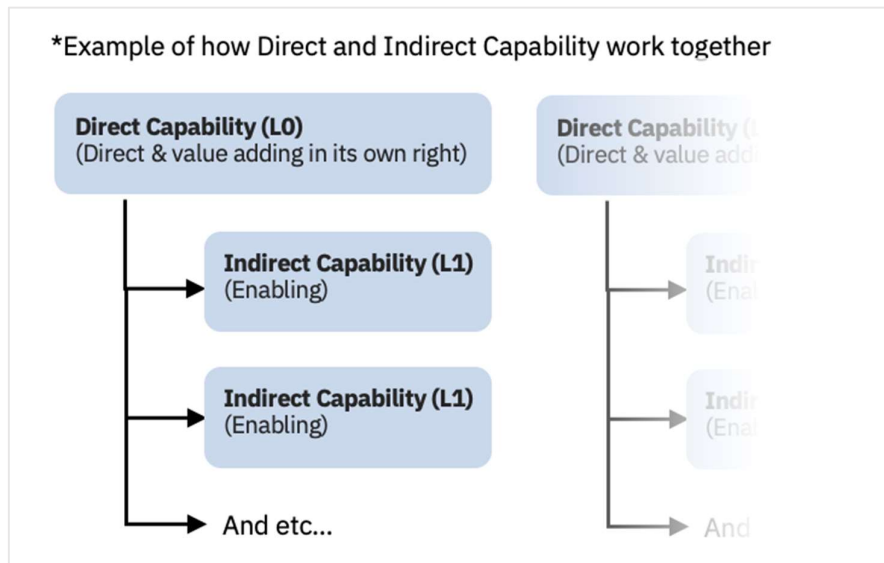 *Example of how Direct and Indirect Capability work together
Direct Capability (L0)
(Direct & value adding in its own right)
Indirect Capability (L1)
(Enabling)
Indirect Capability (L1)
(Enabling)
And etc...
Direct Capability
(Direct & value
And